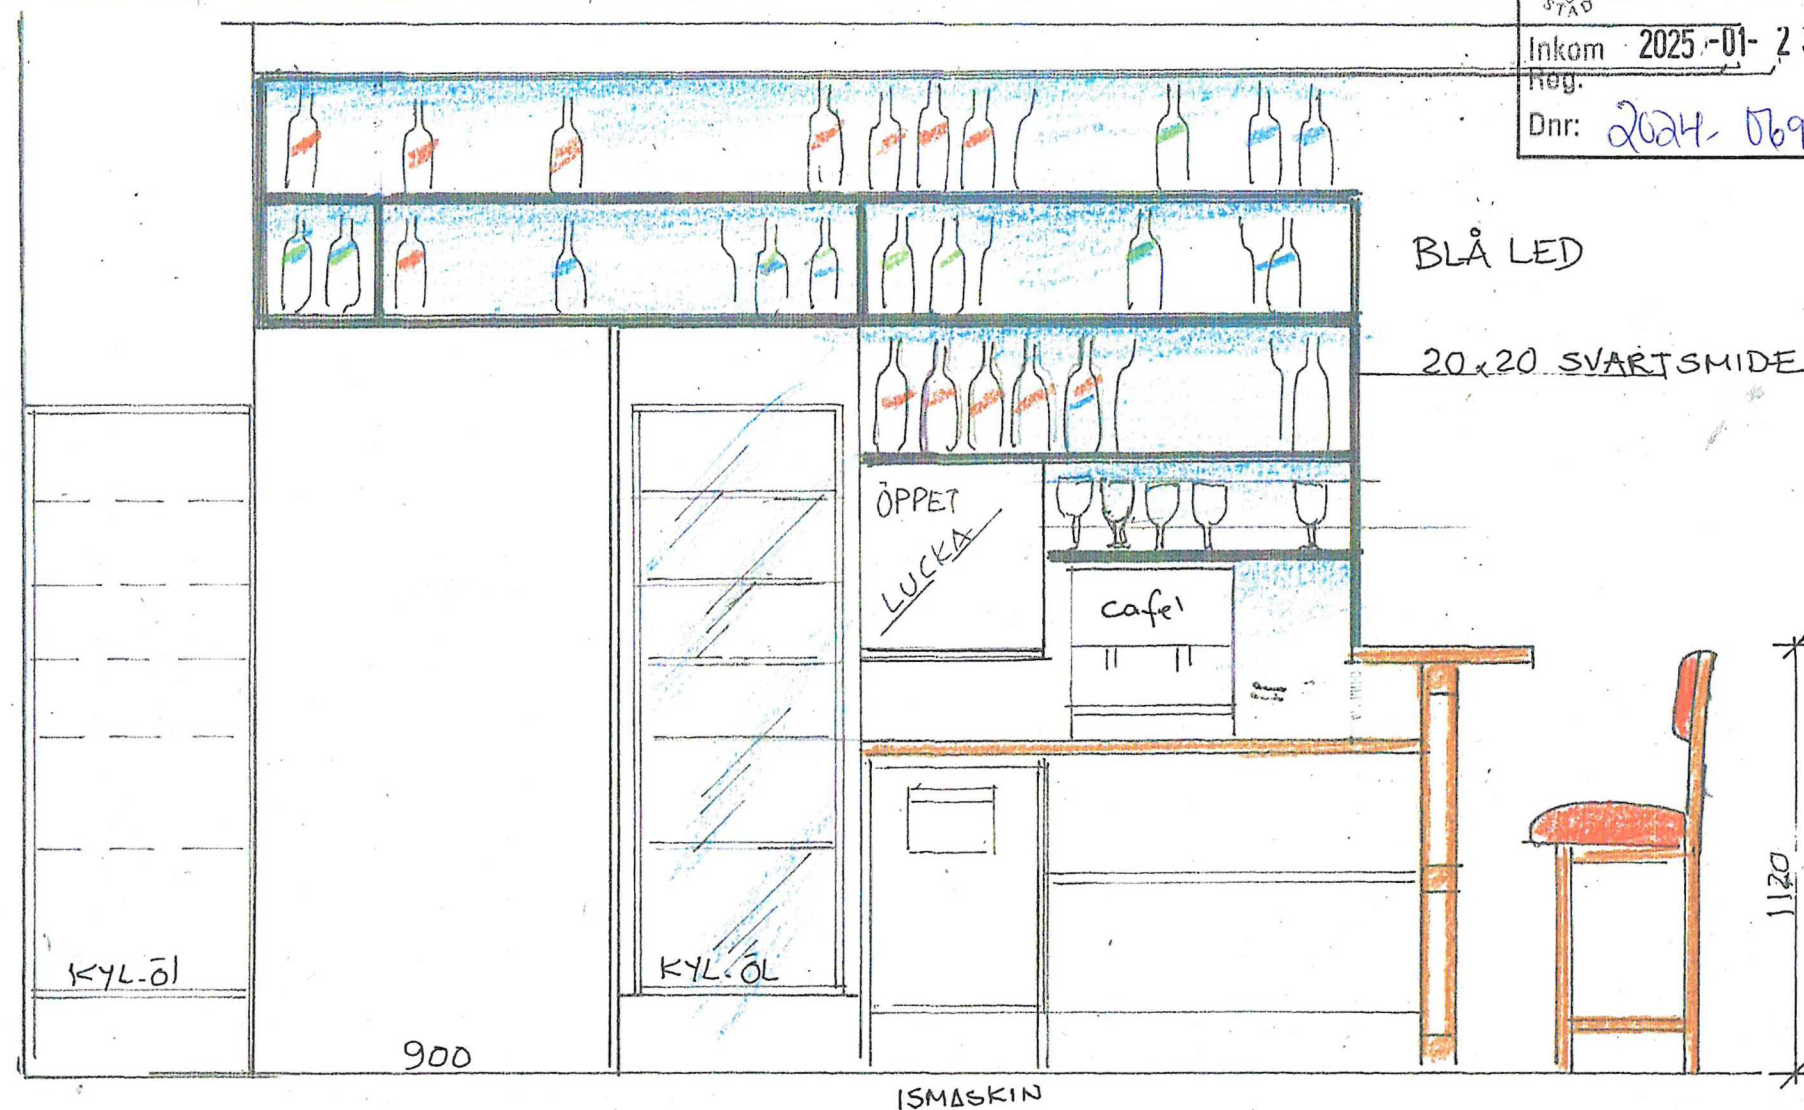 STAD
Inkom 2025-01-2
Reg.
Dnr: 2024-069
BLÅ LED
20x20 SVARTSMIDE
ÖPPET
LUCKA
cafe'
1120
KYL-Öl
KYL-ÖL
900
ISMASKIN